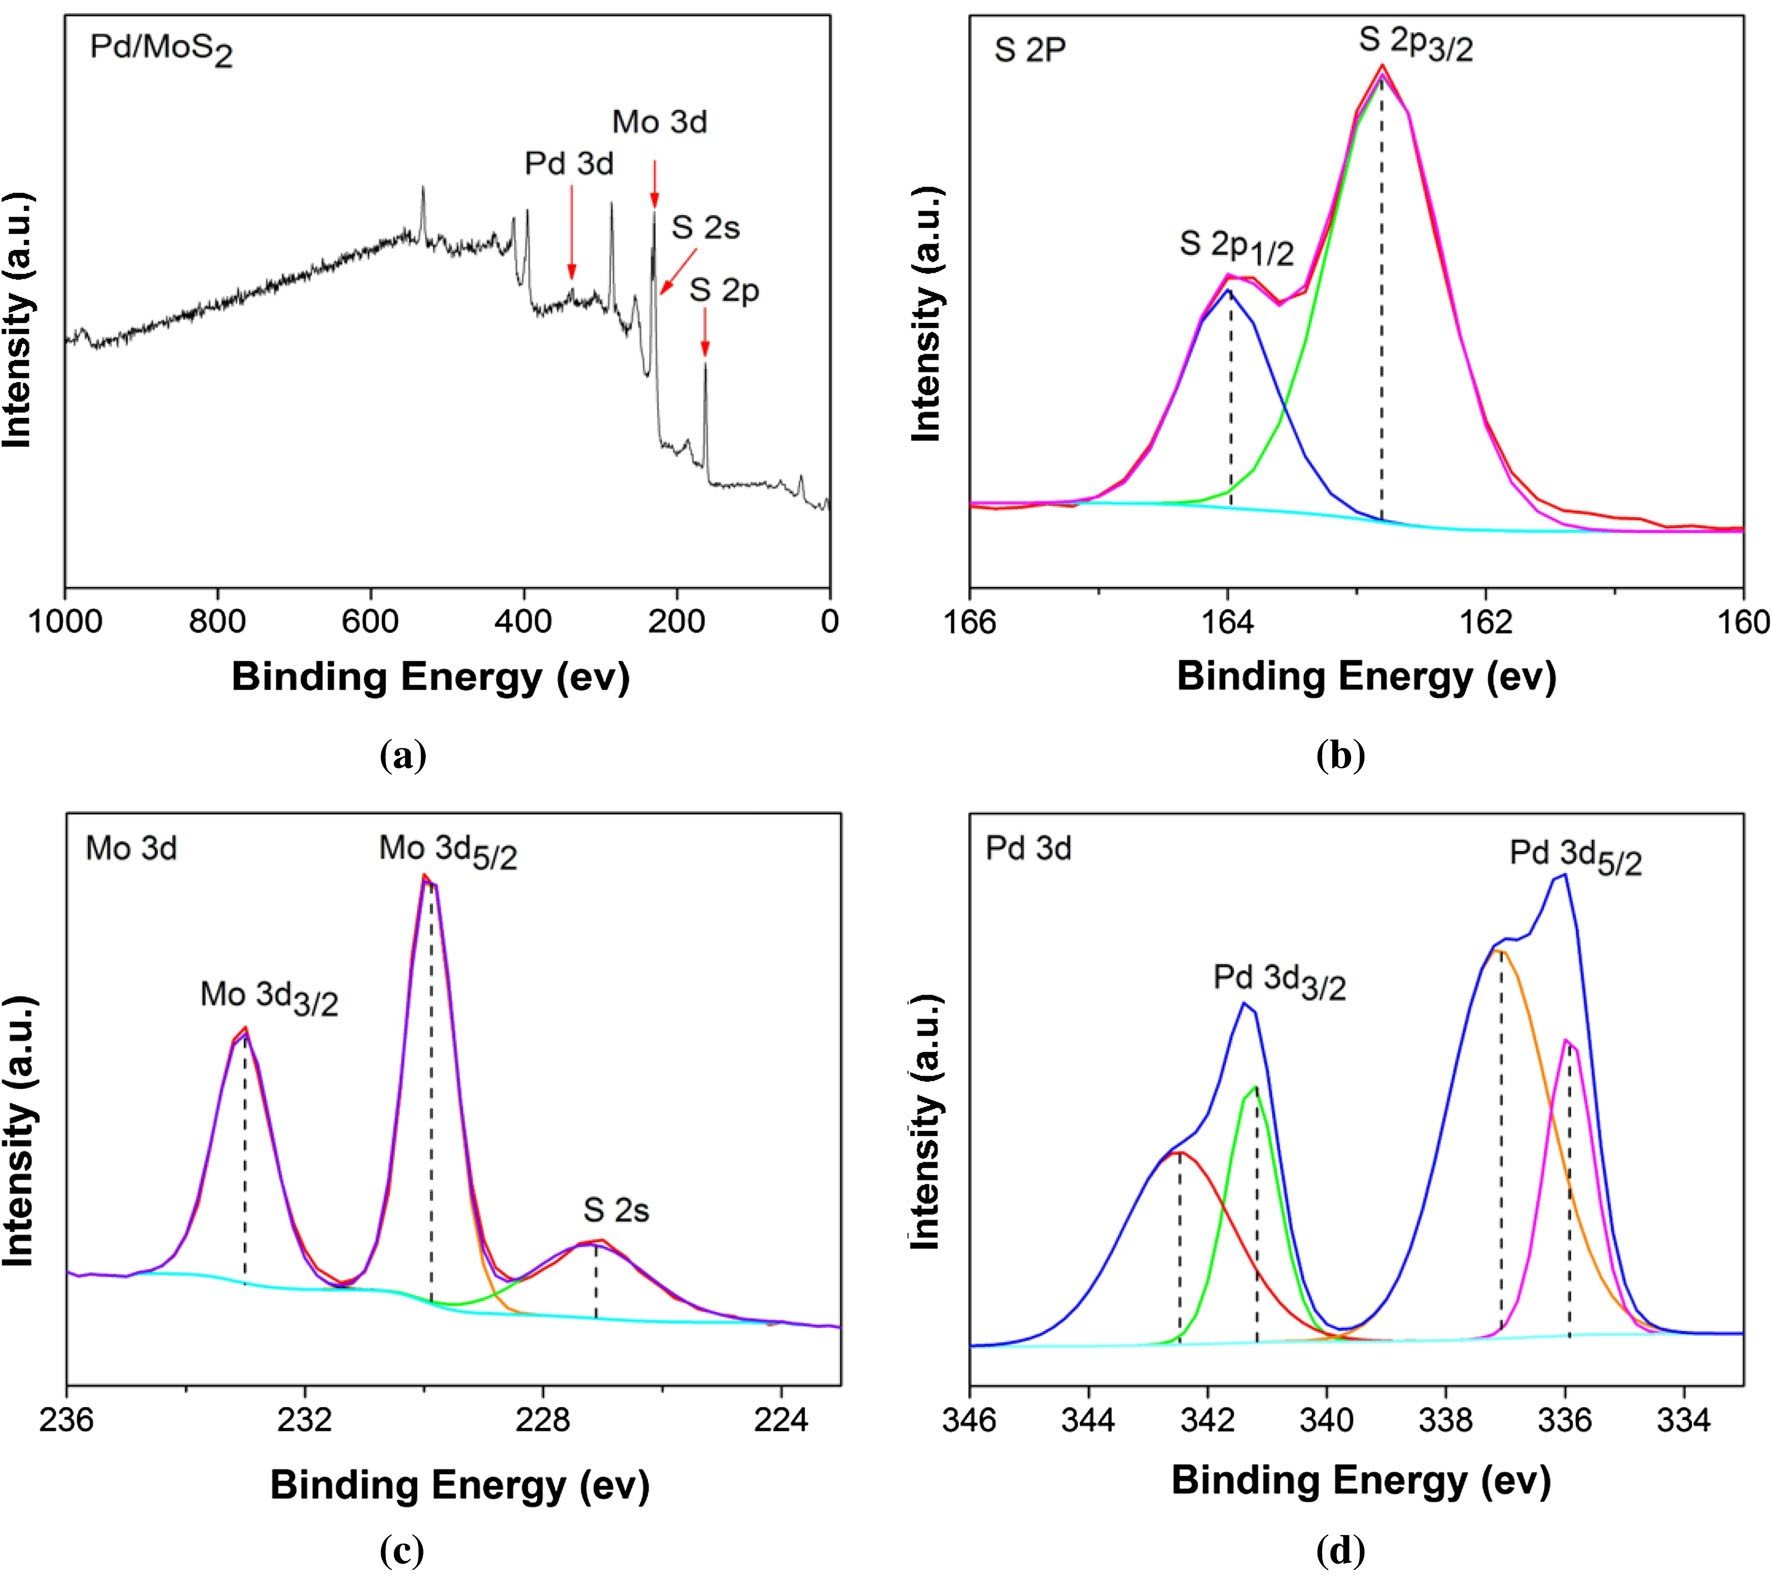 Pd/MoS2
Mo 3d
Pd 3d
S 2s
S 2p
Intensity (a.u.)
1000 800 600 400 200 0
Binding Energy (ev)
(a)
S 2P
S 2p3/2
S 2p1/2
Intensity (a.u.)
166 164 162 160
Binding Energy (ev)
(b)
Mo 3d
Mo 3d5/2
Mo 3d3/2
S 2s
Intensity (a.u.)
236 232 228 224
Binding Energy (ev)
(c)
Pd 3d
Pd 3d5/2
Pd 3d3/2
Intensity (a.u.)
346 344 342 340 338 336 334
Binding Energy (ev)
(d)